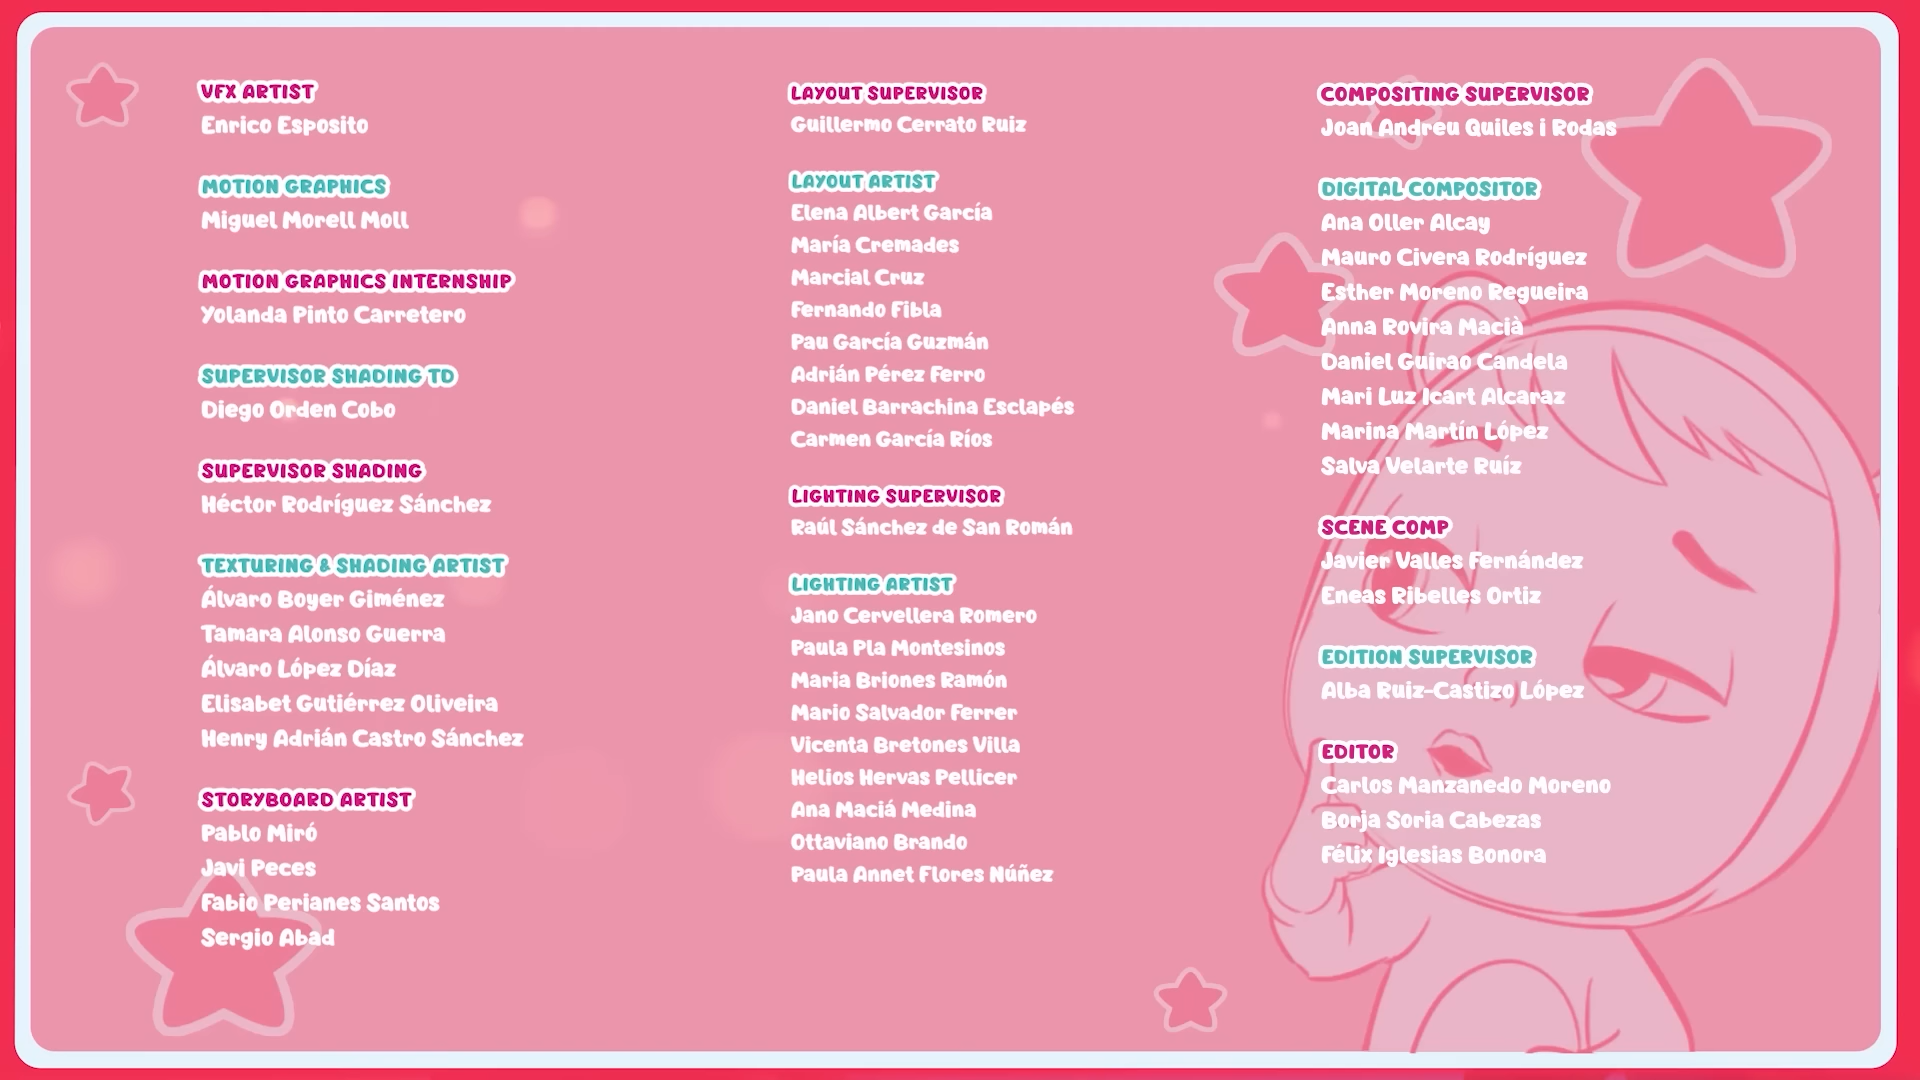 VFX ARTIST
Enrico Esposito
MOTION GRAPHICS
Miguel Morell Moll
MOTION GRAPHICS INTERNSHIP
Yolanda Pinto Carretero
SUPERVISOR SHADING TD
Diego Orden Cobo
SUPERVISOR SHADING
Héctor Rodríguez Sánchez
TEXTURING & SHADING ARTIST
Álvaro Boyer Giménez
Tamara Alonso Guerra
Álvaro López Díaz
Elisabet Gutiérrez Oliveira
Henry Adrián Castro Sánchez
STORYBOARD ARTIST
Pablo Miró
Javi Peces
Fabio Perianes Santos
Sergio Abad
LAYOUT SUPERVISOR
Guillermo Cerrato Ruiz
LAYOUT ARTIST
Elena Albert García
María Cremades
Marcial Cruz
Fernando Fibla
Pau García Guzmán
Adrián Pérez Ferro
Daniel Barrachina Esclapés
Carmen García Ríos
LIGHTING SUPERVISOR
Raúl Sánchez de San Román
LIGHTING ARTIST
Jano Cervellera Romero
Paula Pla Montesinos
Maria Briones Ramón
Mario Salvador Ferrer
Vicenta Bretones Villa
Helios Hervas Pellicer
Ana Maciá Medina
Ottaviano Brando
Paula Annet Flores Núñez
COMPOSITING SUPERVISOR
Joan Andreu Quiles i Rodas
DIGITAL COMPOSITOR
Ana Oller Alcay
Mauro Civera Rodríguez
Esther Moreno Regueira
Anna Rovira Macià
Daniel Guirao Candela
Mari Luz Icart Alcaraz
Marina Martín López
Salva Velarte Ruíz
SCENE COMP
Javier Valles Fernández
Eneas Ribelles Ortiz
EDITION SUPERVISOR
Alba Ruiz-Castizo López
EDITOR
Carlos Manzanedo Moreno
Borja Soria Cabezas
Félix Iglesias Bonora